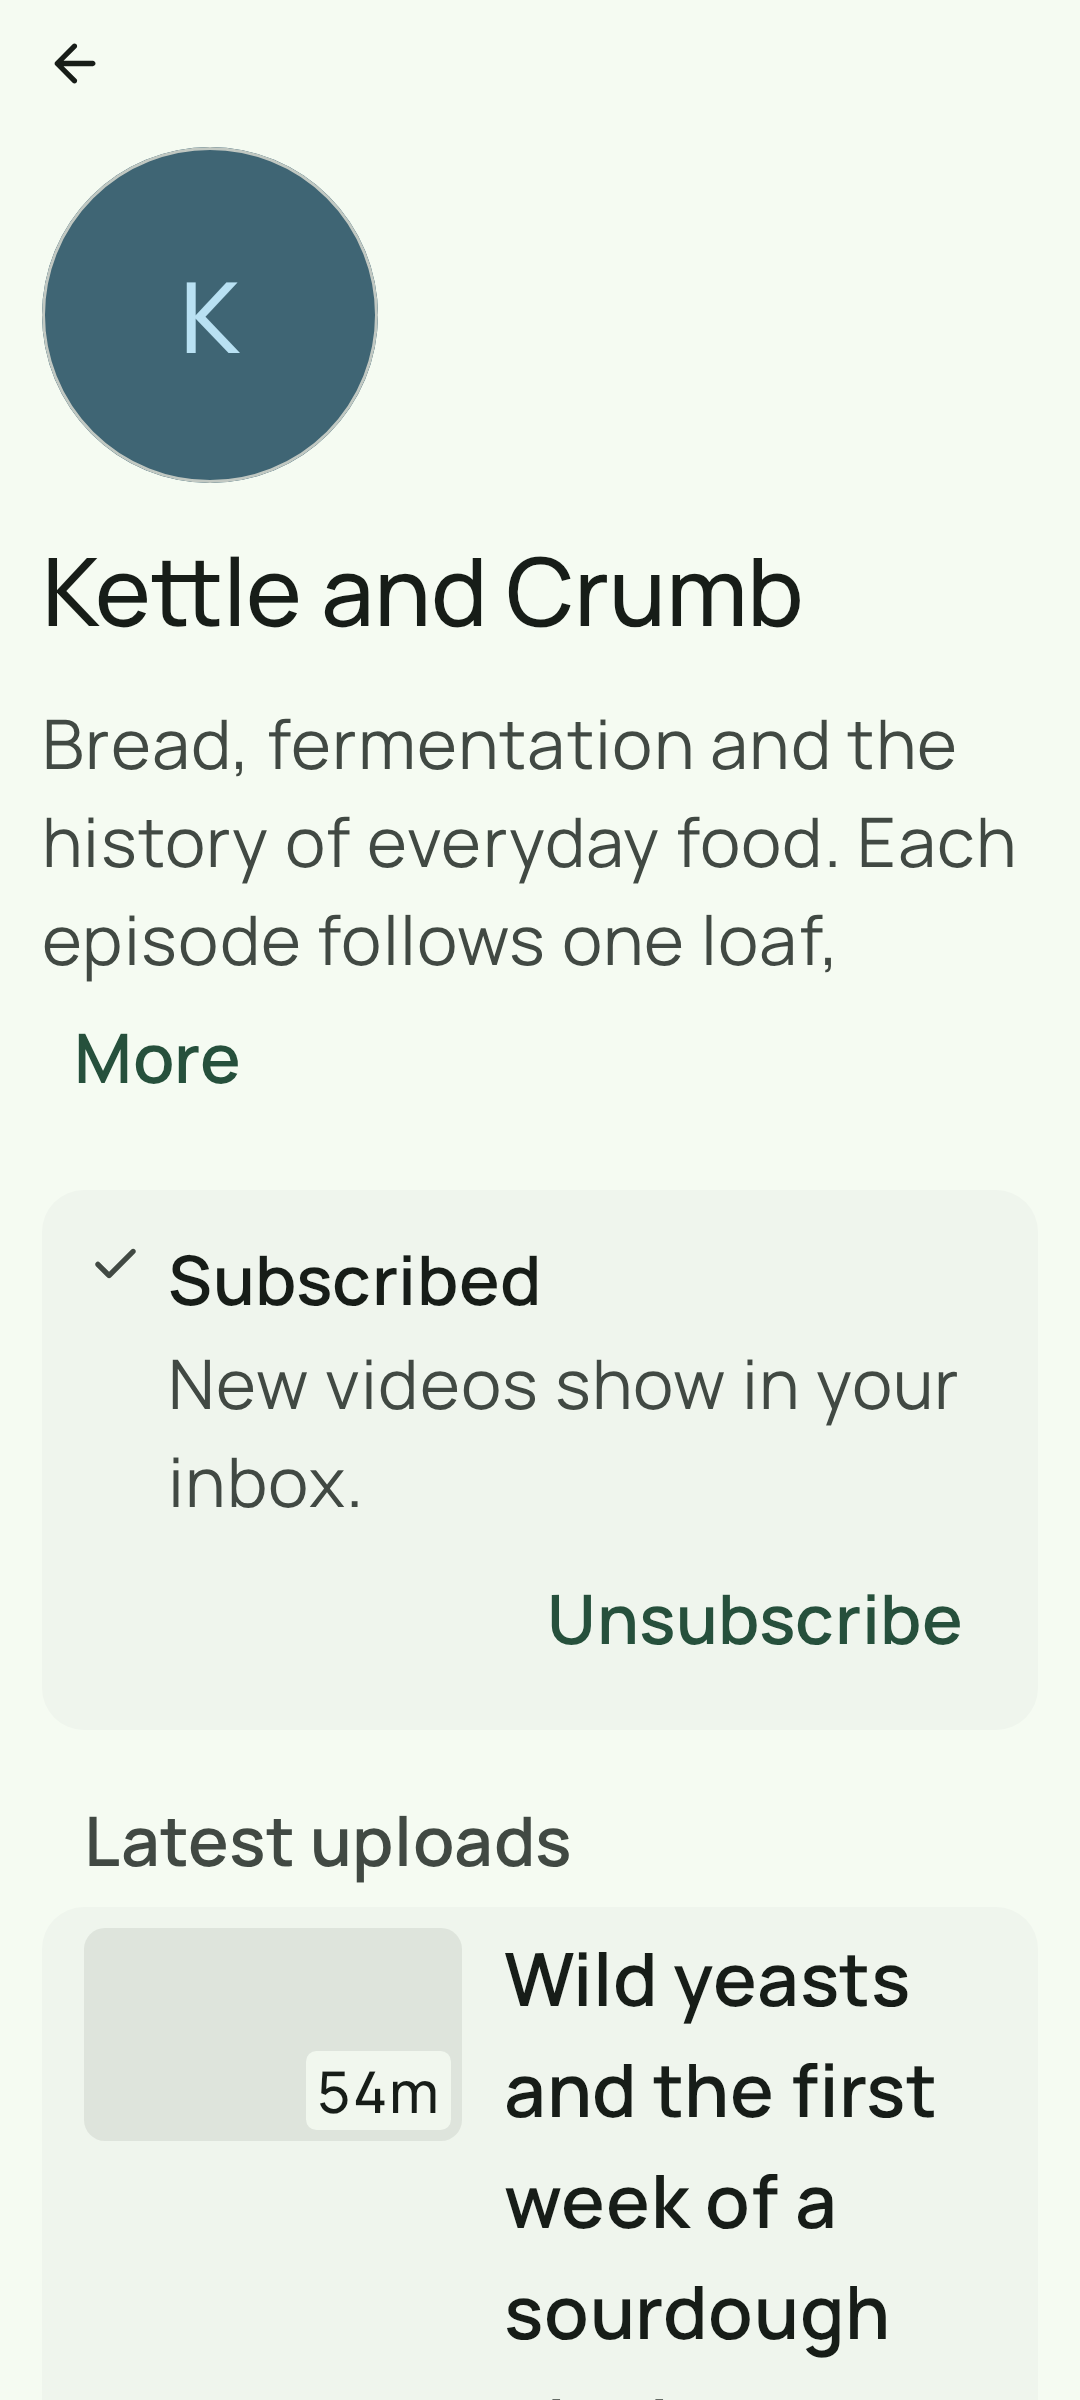 K
Kettle and Crumb
Bread, fermentation and the
history of everyday food. Each
episode follows one loaf,
More
Subscribed
New videos show in your
inbox.
Unsubscribe
Latest uploads
54m
Wild yeasts
and the first
week of a
sourdough